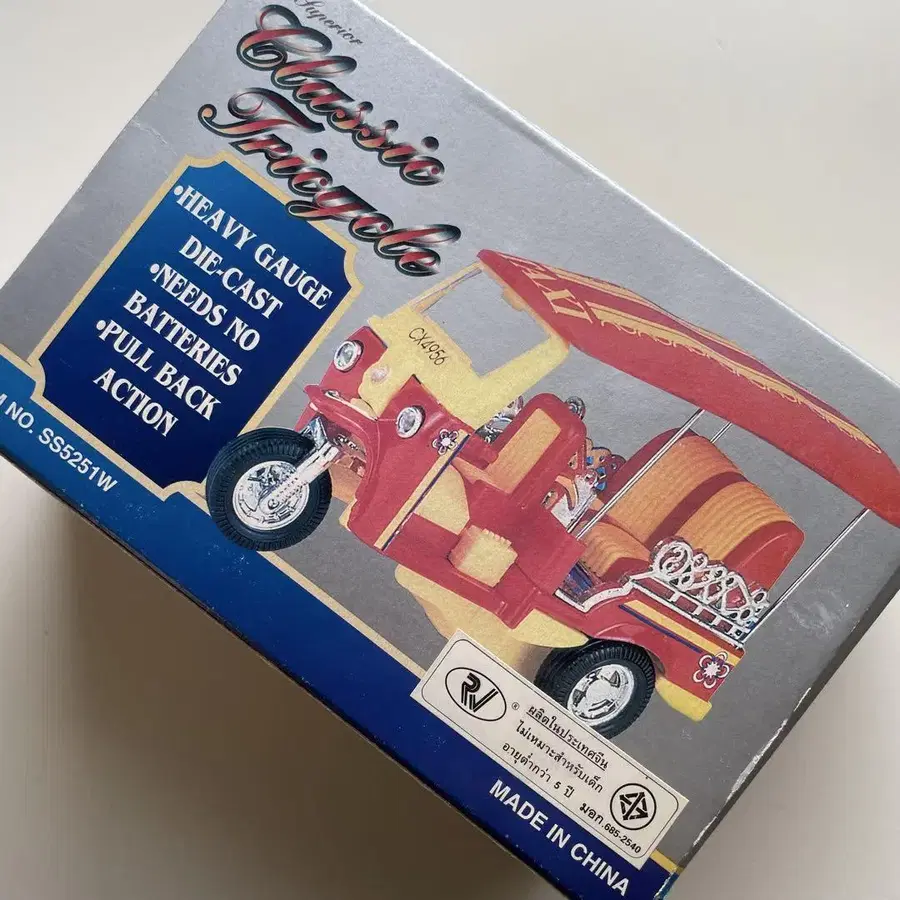 Superior
Classic
Tricycle
•HEAVY GAUGE
DIE-CAST
•NEEDS NO
BATTERIES
•PULL BACK
ACTION
CX4956
M NO. SS5251W
RV ®
ผลิตในประเทศจีน
ไม่เหมาะสำหรับเด็ก
อายุต่ำกว่า 5 ปี
มอก.685-2540
MADE IN CHINA